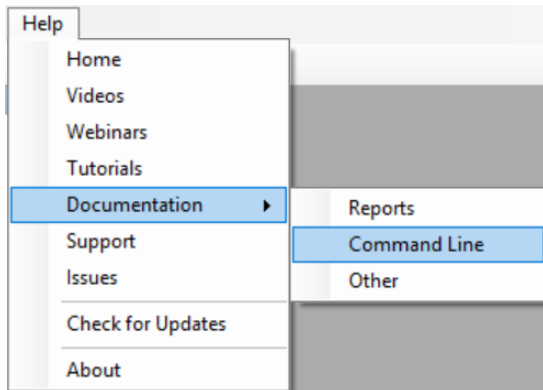 Help
Home
Videos
Webinars
Tutorials
Documentation
Support
Issues
Check for Updates
About
Reports
Command Line
Other